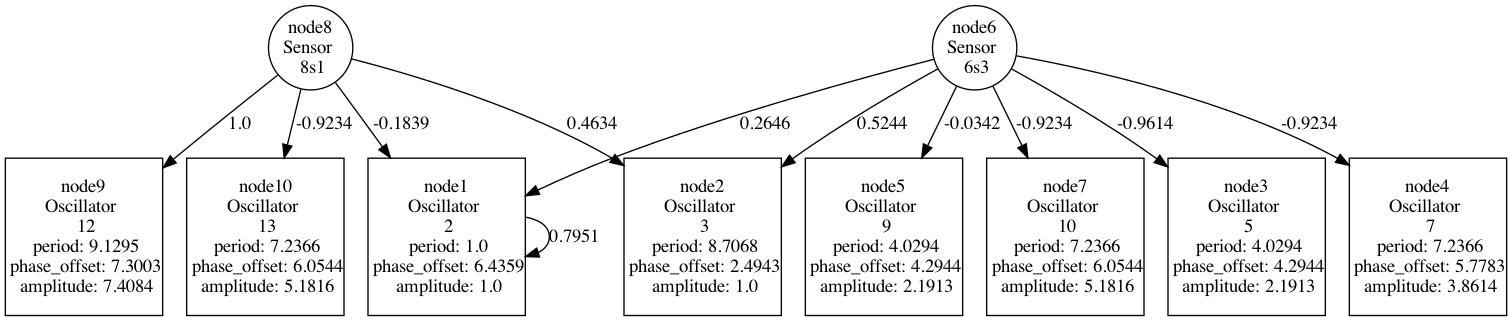 node8
Sensor
8s1
node6
Sensor
6s3
1.0
-0.9234
-0.1839
0.4634
0.2646
0.5244
-0.0342
-0.9234
-0.9614
-0.9234
node9
Oscillator
12
period: 9.1295
phase_offset: 7.3003
amplitude: 7.4084
node10
Oscillator
13
period: 7.2366
phase_offset: 6.0544
amplitude: 5.1816
node1
Oscillator
2
period: 1.0
phase_offset: 6.4359
amplitude: 1.0
0.7951
node2
Oscillator
3
period: 8.7068
phase_offset: 2.4943
amplitude: 1.0
node5
Oscillator
9
period: 4.0294
phase_offset: 4.2944
amplitude: 2.1913
node7
Oscillator
10
period: 7.2366
phase_offset: 6.0544
amplitude: 5.1816
node3
Oscillator
5
period: 4.0294
phase_offset: 4.2944
amplitude: 2.1913
node4
Oscillator
7
period: 7.2366
phase_offset: 5.7783
amplitude: 3.8614